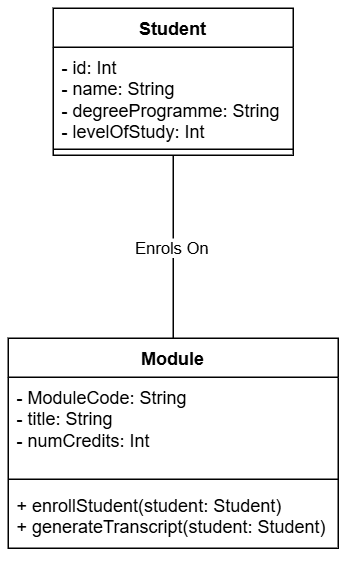 Student
- id: Int
- name: String
- degreeProgramme: String
- levelOfStudy: Int
Enrols On
Module
- ModuleCode: String
- title: String
- numCredits: Int
+ enrollStudent(student: Student)
+ generateTranscript(student: Student)